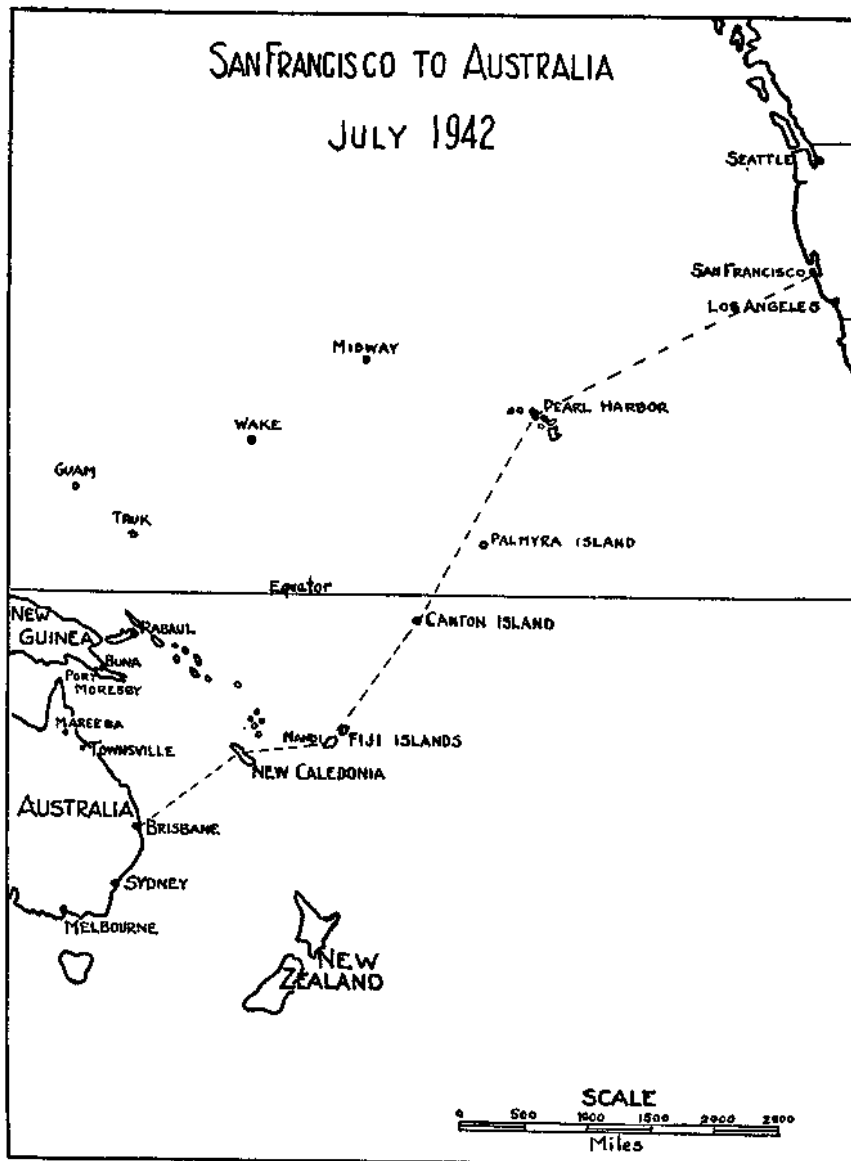 SAN FRANCISCO TO AUSTRALIA
JULY 1942
SEATTLE
SAN FRANCISCO
LOS ANGELES
MIDWAY
PEARL HARBOR
WAKE
GUAM
TRUK
PALMYRA ISLAND
Equator
NEW
GUINEA
RABAUL
CANTON ISLAND
BUNA
PORT
MORESBY
MAREEBA
NANDI
FIJI ISLANDS
TOWNSVILLE
NEW CALEDONIA
AUSTRALIA
BRISBANE
SYDNEY
MELBOURNE
NEW
ZEALAND
SCALE
0 500 1000 1500 2000 2500
Miles